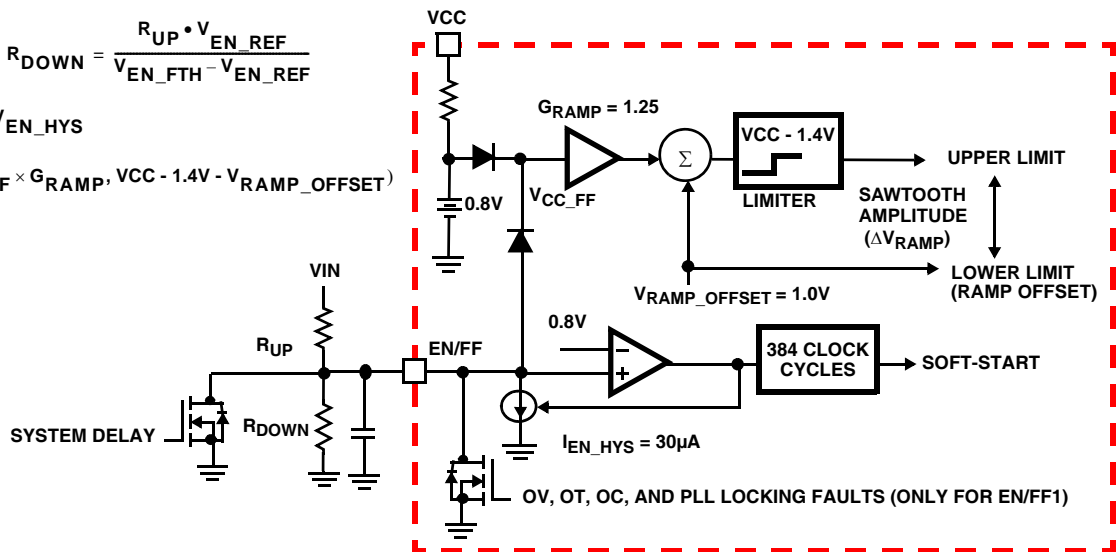 R_DOWN = R_UP • V_EN_REF / V_EN_FTH – V_EN_REF
V_EN_HYS
F × G_RAMP, VCC - 1.4V - V_RAMP_OFFSET)
VCC
G_RAMP = 1.25
Σ
VCC - 1.4V
LIMITER
UPPER LIMIT
SAWTOOTH
AMPLITUDE
(ΔV_RAMP)
LOWER LIMIT
(RAMP OFFSET)
0.8V
V_CC_FF
V_RAMP_OFFSET = 1.0V
VIN
R_UP
EN/FF
0.8V
–
+
384 CLOCK
CYCLES
SOFT-START
SYSTEM DELAY
R_DOWN
I_EN_HYS = 30µA
OV, OT, OC, AND PLL LOCKING FAULTS (ONLY FOR EN/FF1)